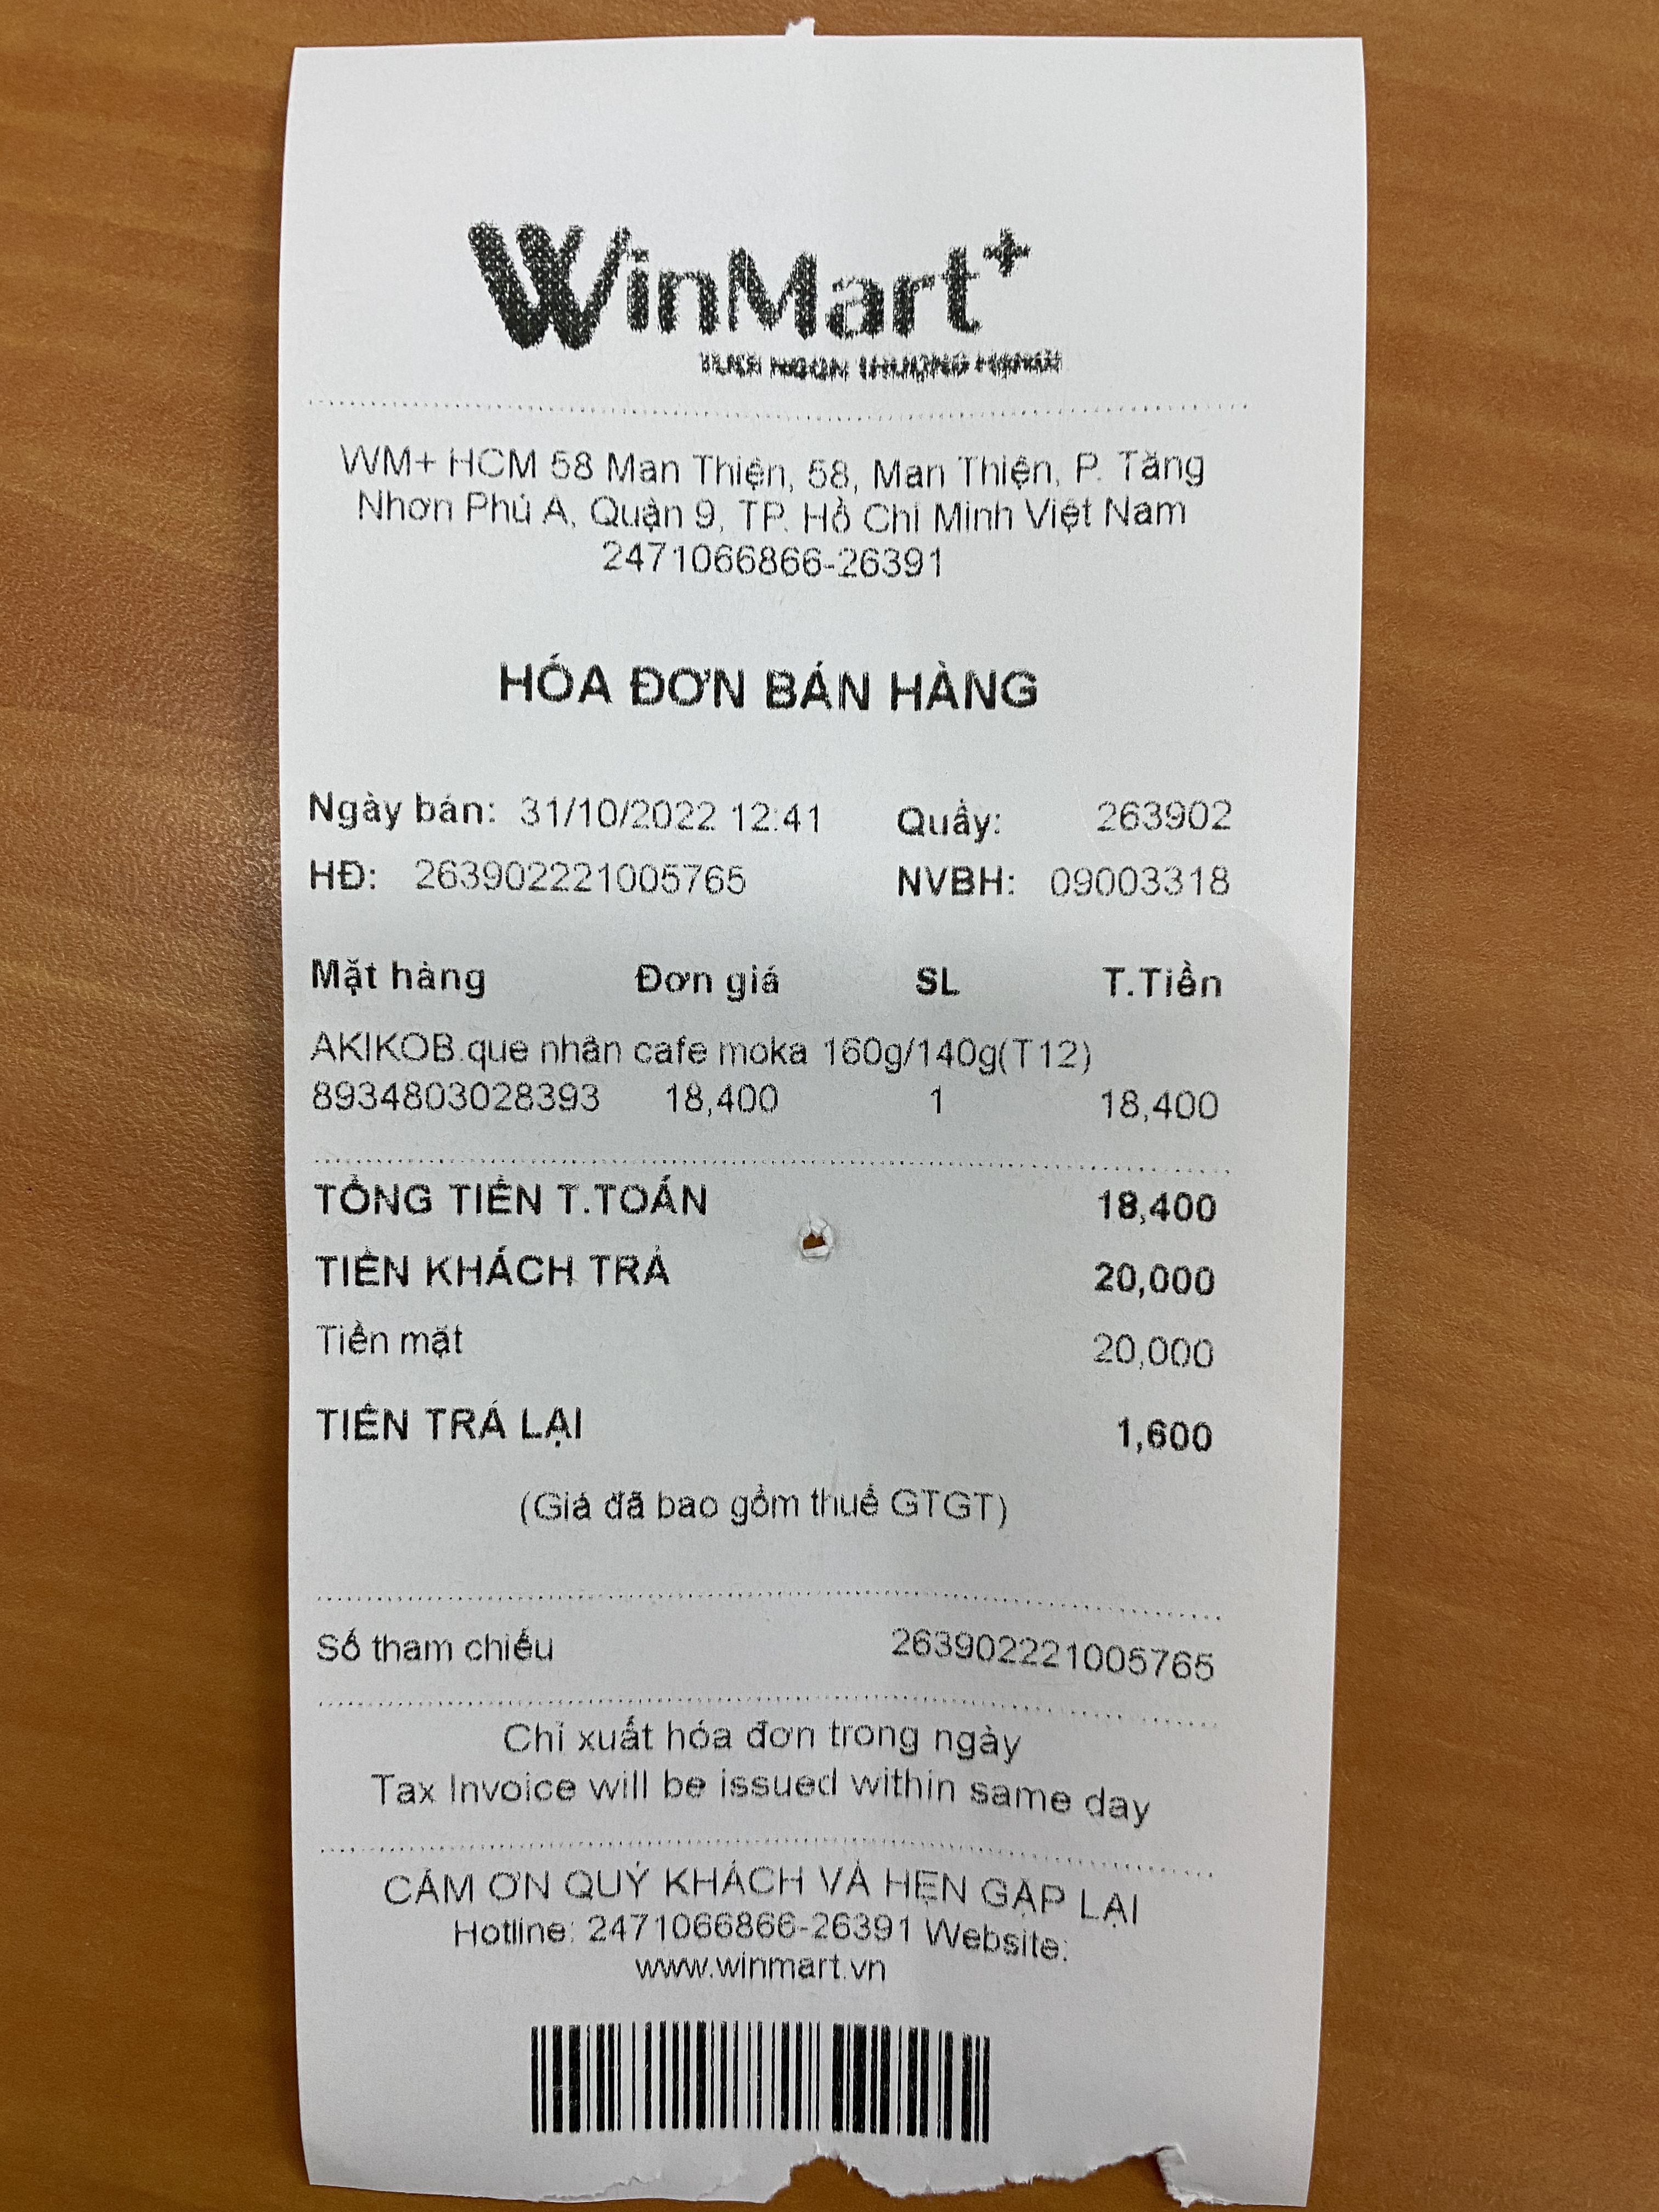 WinMart+
WM+ HCM 58 Man Thiện, 58, Man Thiện, P. Tăng
Nhơn Phú A, Quận 9, TP. Hồ Chí Minh Việt Nam
2471066866-26391
HÓA ĐƠN BÁN HÀNG
Ngày bán: 31/10/2022 12:41 Quầy: 263902
HĐ: 263902221005765 NVBH: 09003318
Mặt hàng Đơn giá SL T.Tiền
AKIKOB.que nhân cafe moka 160g/140g(T12)
8934803028393 18,400 1 18,400
TỔNG TIỀN T.TOÁN 18,400
TIỀN KHÁCH TRẢ 20,000
Tiền mặt 20,000
TIỀN TRẢ LẠI 1,600
(Giá đã bao gồm thuế GTGT)
Số tham chiếu 263902221005765
Chỉ xuất hóa đơn trong ngày
Tax Invoice will be issued within same day
CẢM ƠN QUÝ KHÁCH VÀ HẸN GẶP LẠI
Hotline: 2471066866-26391 Website:
www.winmart.vn